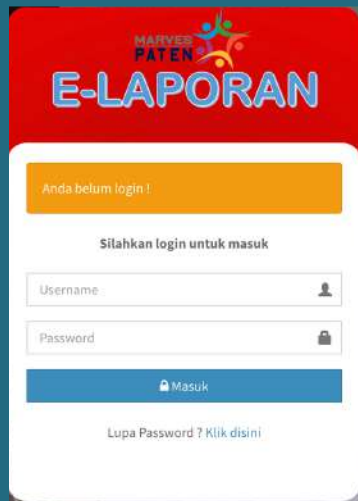 MARVES
PATEN
E-LAPORAN
Anda belum login !
Silahkan login untuk masuk
Username
Password
Masuk
Lupa Password ? Klik disini